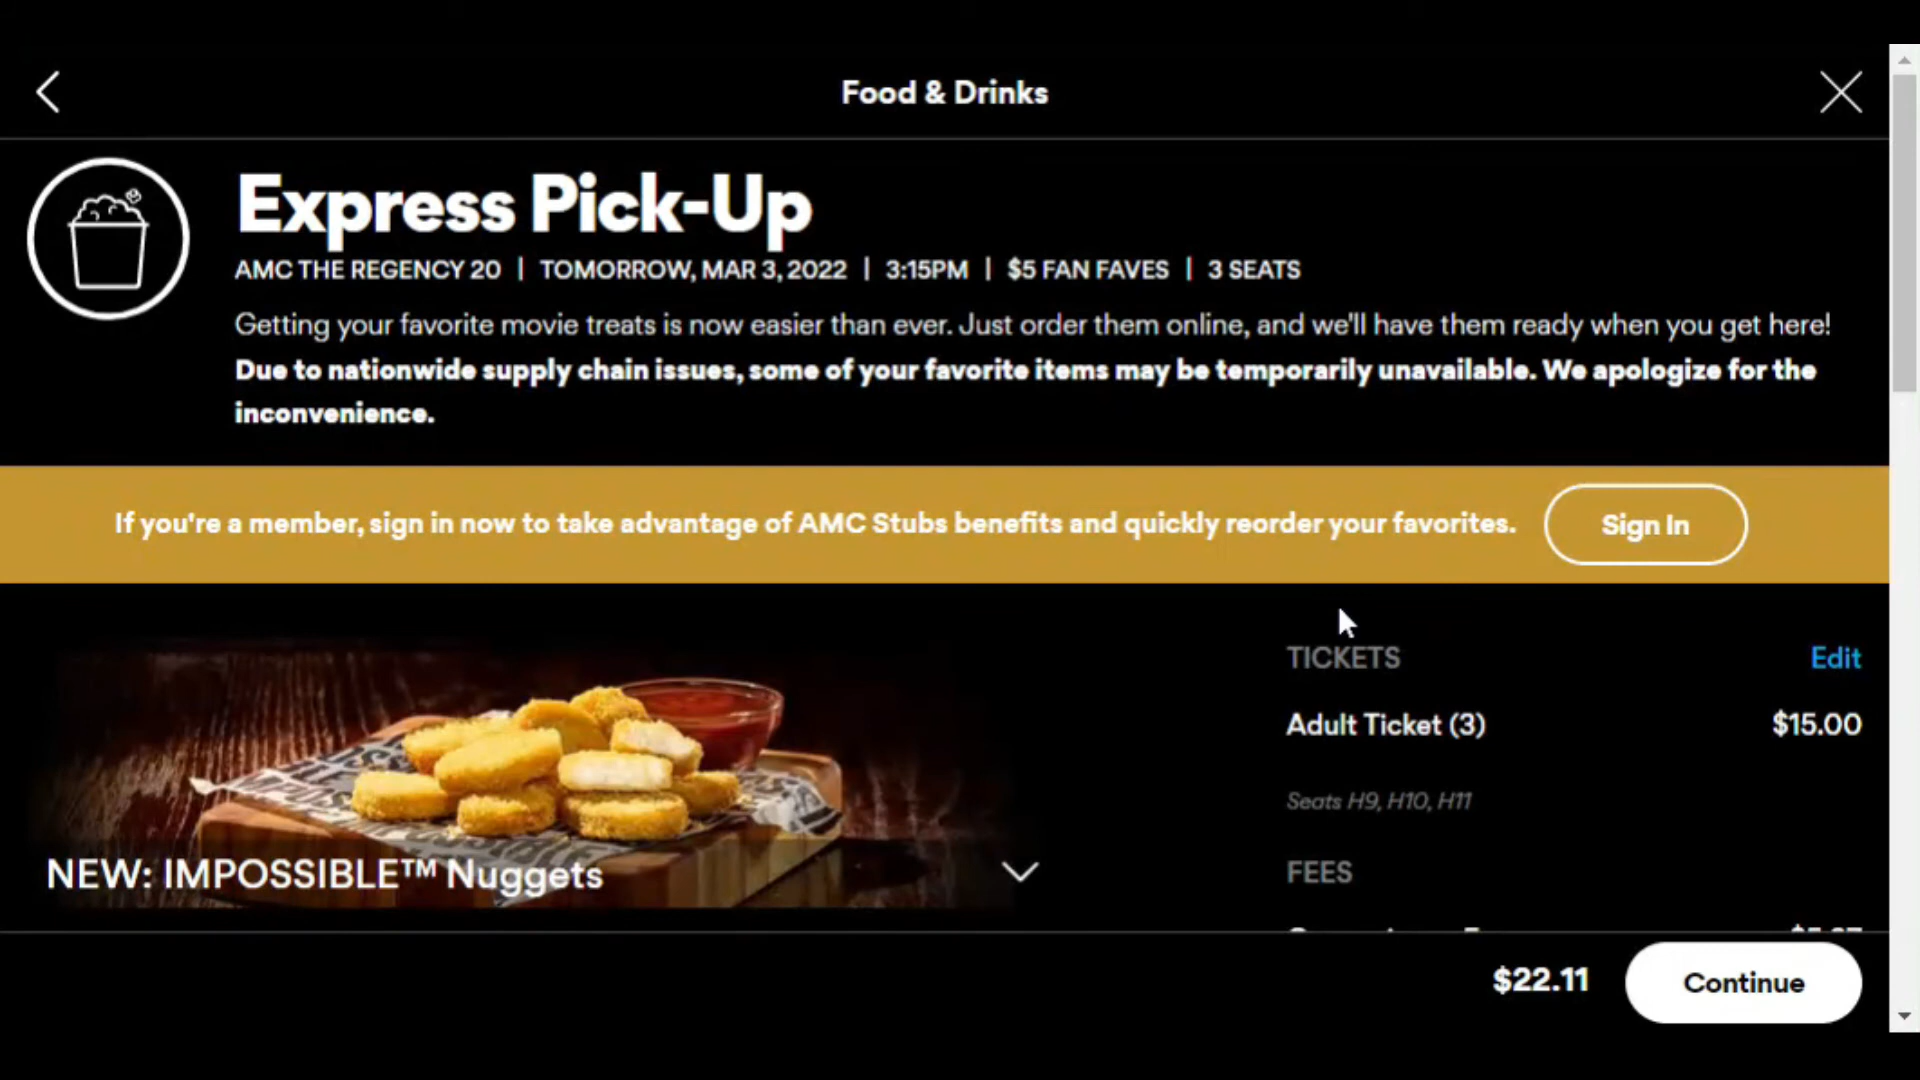 Food & Drinks
Express Pick-Up
AMC THE REGENCY 20 | TOMORROW, MAR 3, 2022 | 3:15PM | $5 FAN FAVES | 3 SEATS
Getting your favorite movie treats is now easier than ever. Just order them online, and we'll have them ready when you get here!
Due to nationwide supply chain issues, some of your favorite items may be temporarily unavailable. We apologize for the
inconvenience.
If you're a member, sign in now to take advantage of AMC Stubs benefits and quickly reorder your favorites.
Sign In
TICKETS
Edit
Adult Ticket (3)
$15.00
Seats H9, H10, H11
NEW: IMPOSSIBLE™ Nuggets
FEES
$22.11
Continue